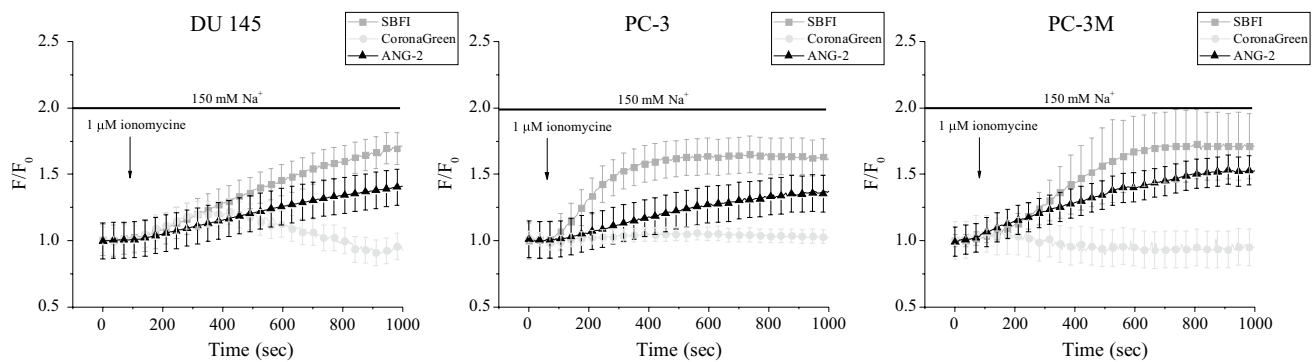 DU 145
SBFI
CoronaGreen
ANG-2
2.5
2.0
1.5
1.0
0.5
F/F0
150 mM Na+
1 μM ionomycine
0 200 400 600 800 1000
Time (sec)
PC-3
SBFI
CoronaGreen
ANG-2
2.5
2.0
1.5
1.0
0.5
F/F0
150 mM Na+
1 μM ionomycine
0 200 400 600 800 1000
Time (sec)
PC-3M
SBFI
CoronaGreen
ANG-2
2.5
2.0
1.5
1.0
0.5
F/F0
150 mM Na+
1 μM ionomycine
0 200 400 600 800 1000
Time (sec)